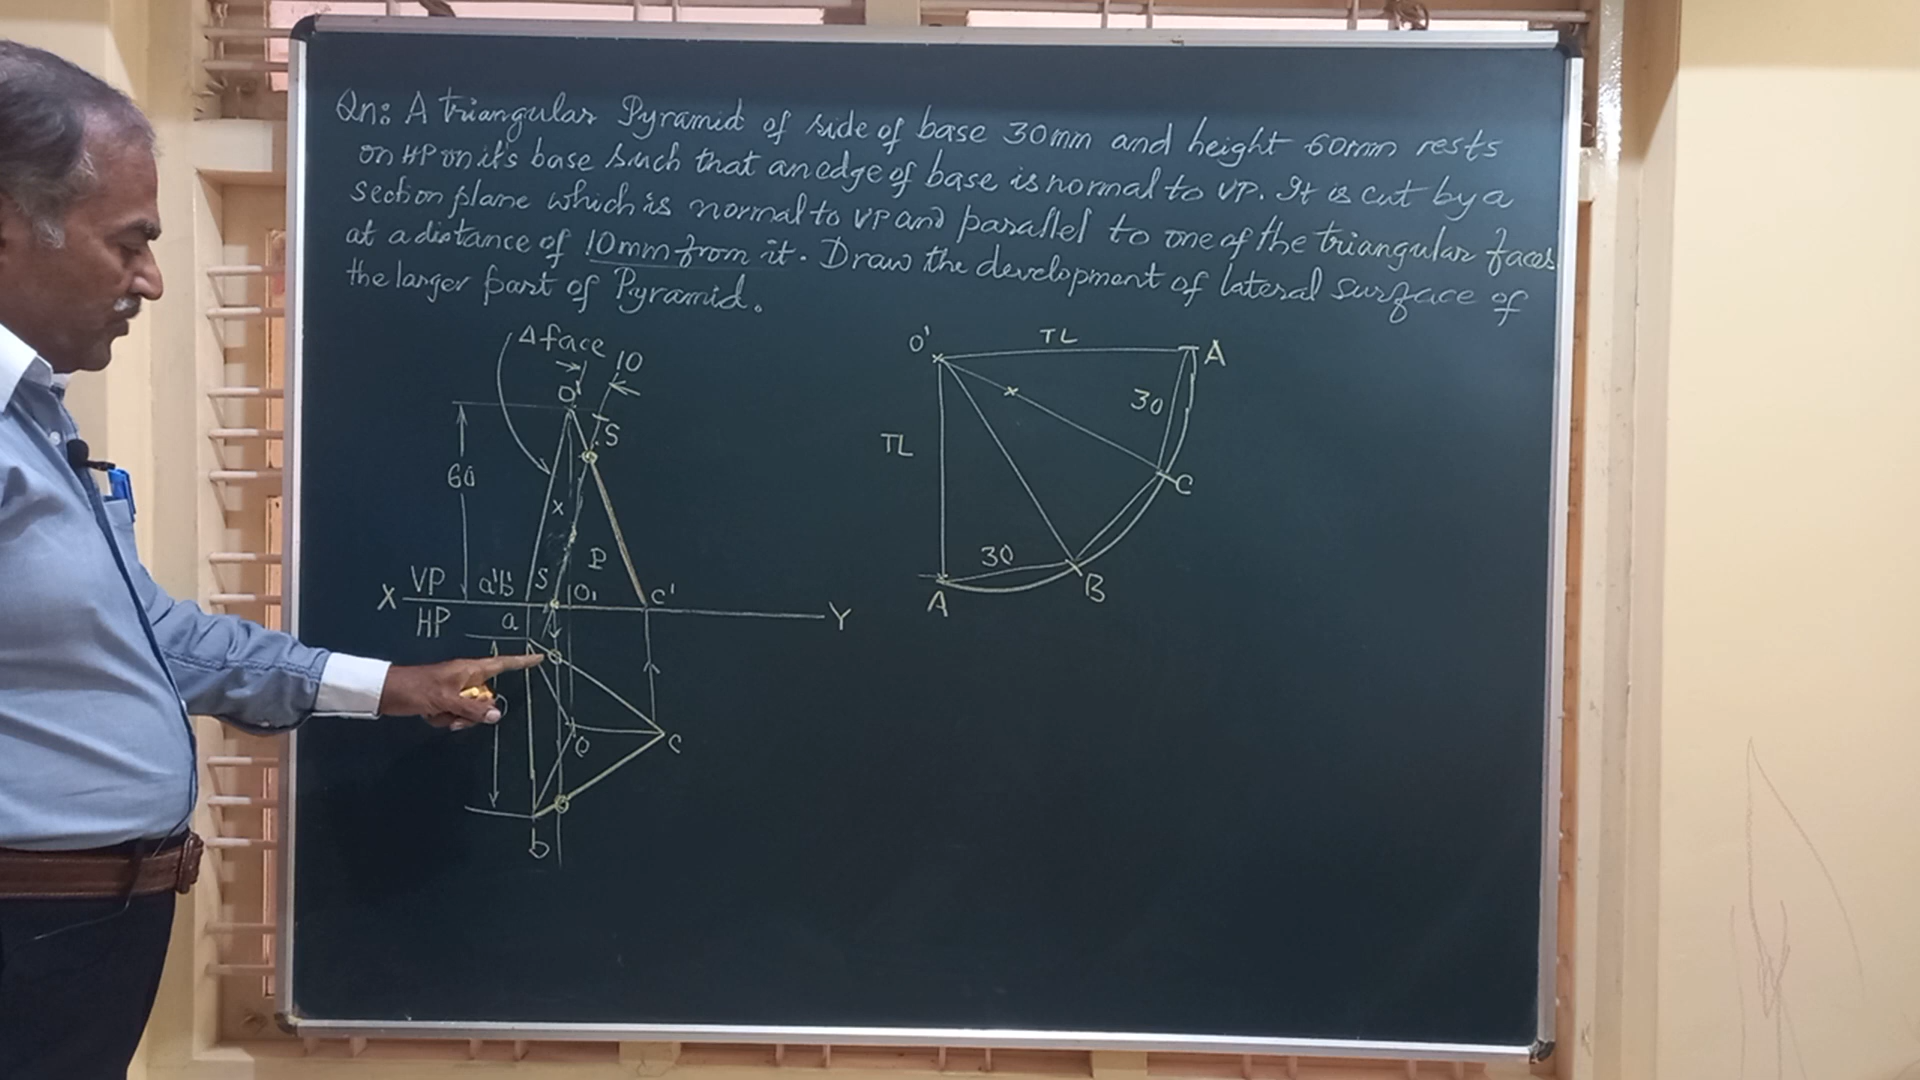 Qn: A triangular Pyramid of side of base 30mm and height 60mm rests
on HP on it's base such that an edge of base is normal to VP. It is cut by a
section plane which is normal to VP and parallel to one of the triangular faces
at a distance of 10mm from it. Draw the development of lateral surface of
the larger part of Pyramid.
Δ face
10
O'
S
60
X
P
X VP a'b' S O₁ C' Y
HP a
O C
b
O' TL A
30
TL
C
30
A B